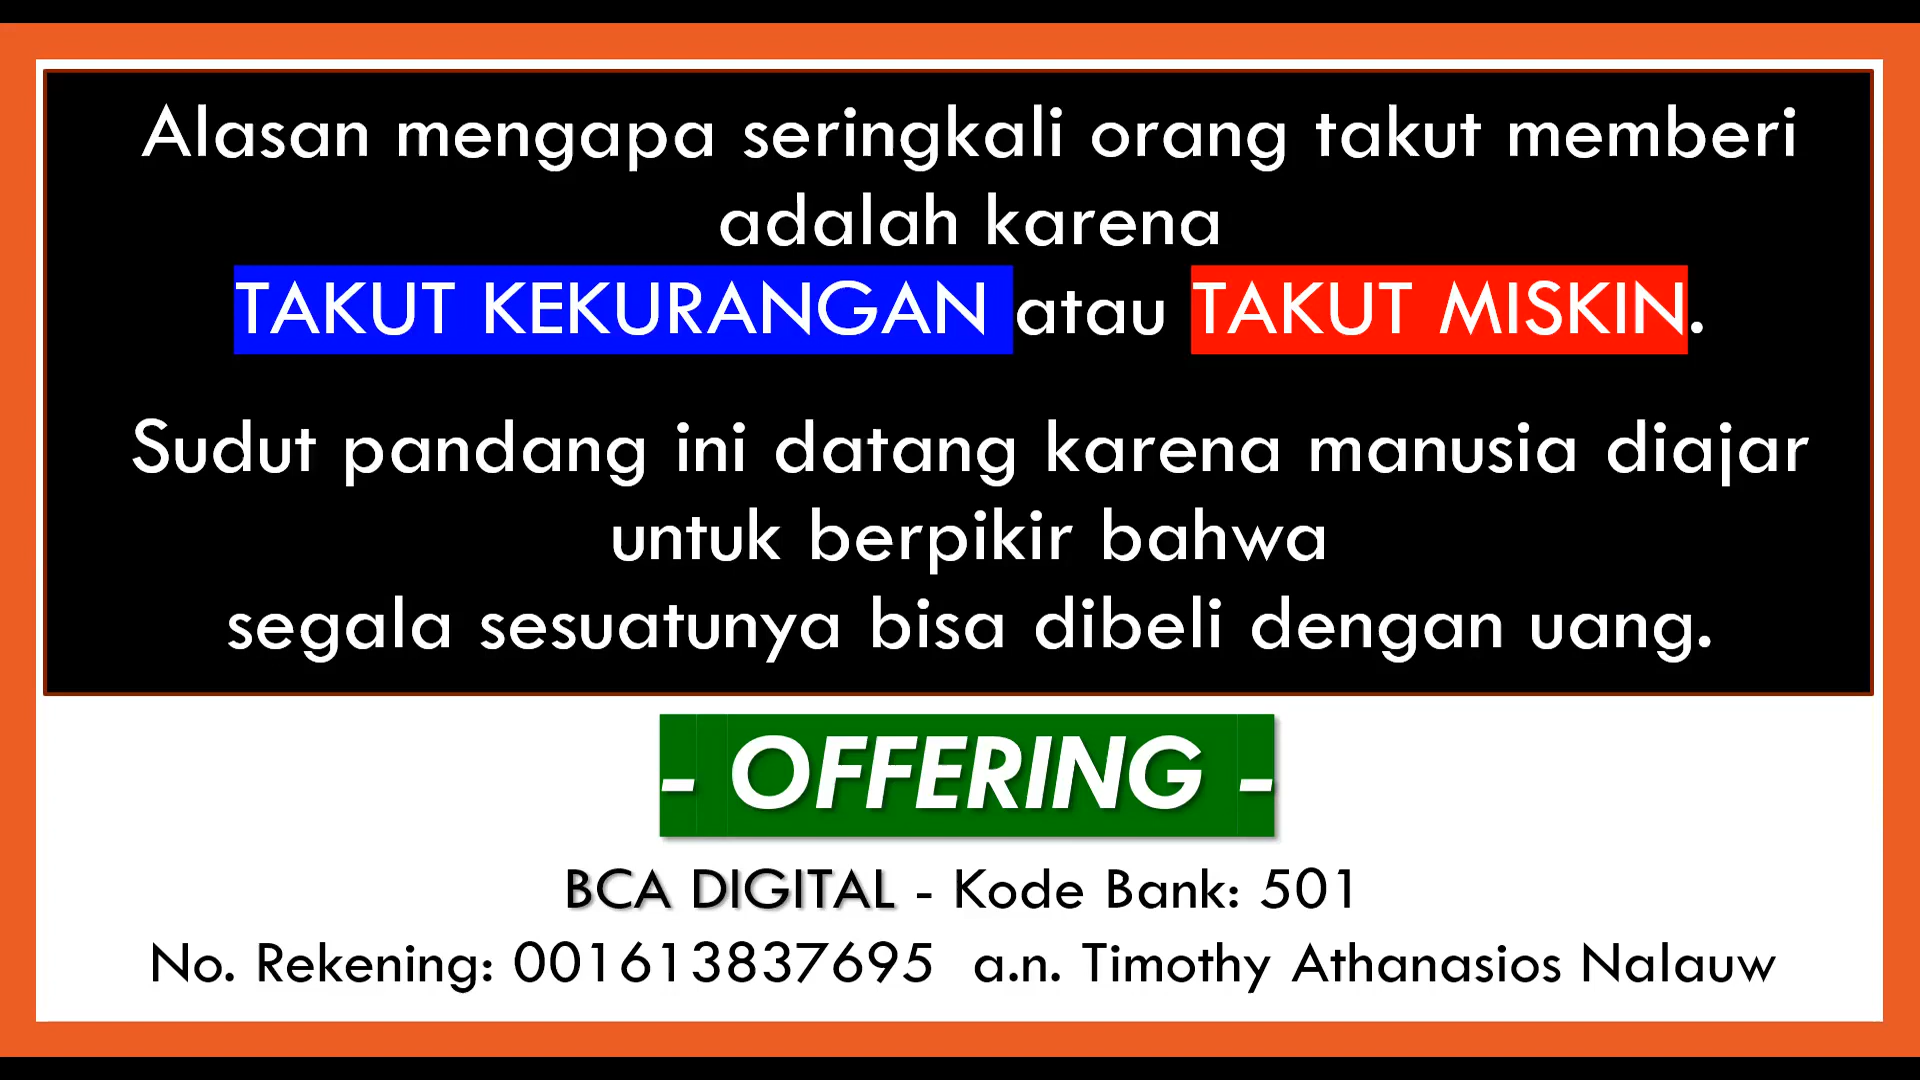 Alasan mengapa seringkali orang takut memberi
adalah karena
TAKUT KEKURANGAN atau TAKUT MISKIN.
Sudut pandang ini datang karena manusia diajar
untuk berpikir bahwa
segala sesuatunya bisa dibeli dengan uang.
- OFFERING -
BCA DIGITAL - Kode Bank: 501
No. Rekening: 001613837695 a.n. Timothy Athanasios Nalauw